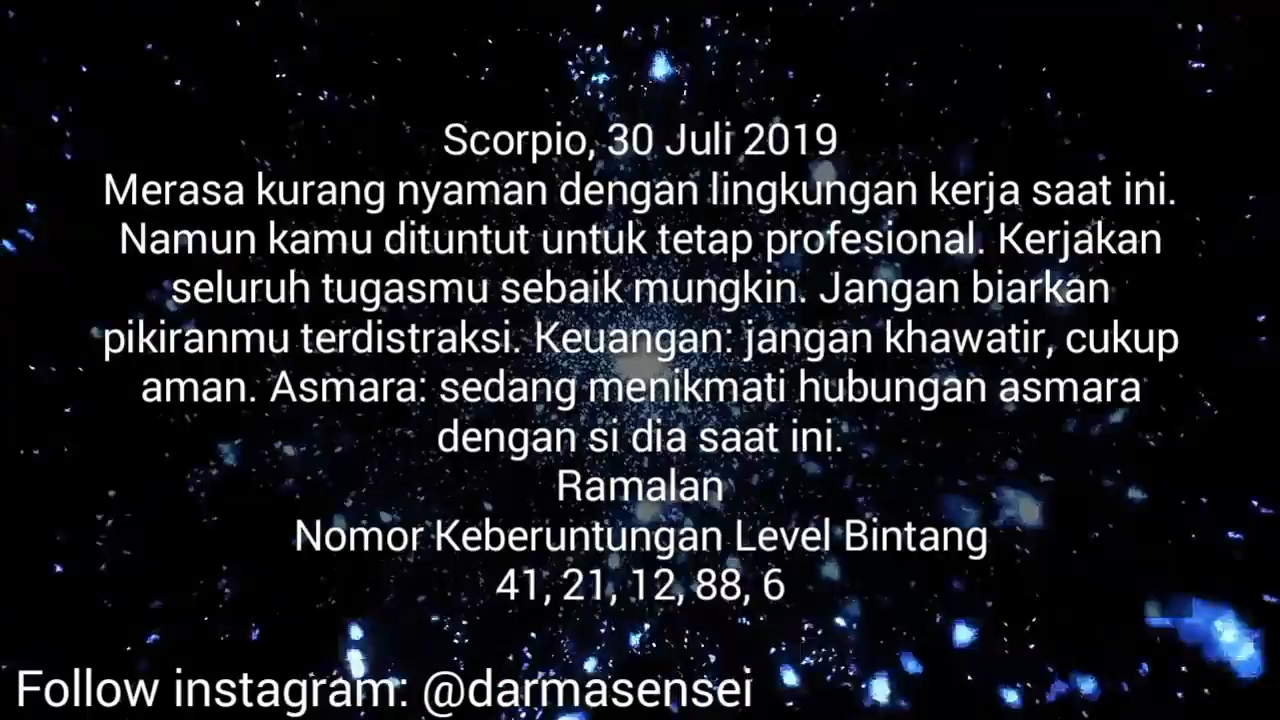 Scorpio, 30 Juli 2019
Merasa kurang nyaman dengan lingkungan kerja saat ini.
Namun kamu dituntut untuk tetap profesional. Kerjakan
seluruh tugasmu sebaik mungkin. Jangan biarkan
pikiranmu terdistraksi. Keuangan: jangan khawatir, cukup
aman. Asmara: sedang menikmati hubungan asmara
dengan si dia saat ini.
Ramalan
Nomor Keberuntungan Level Bintang
41, 21, 12, 88, 6
Follow instagram: @darmasensei